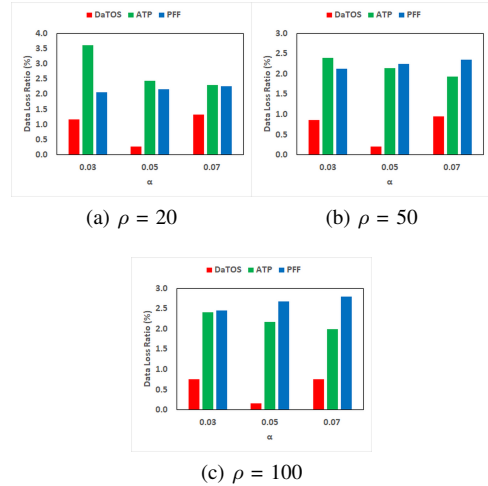 DaTOS ATP PFF
Data Loss Ratio (%)
4.0
3.5
3.0
2.5
2.0
1.5
1.0
0.5
0.0
0.03 0.05 0.07
α
(a) ρ = 20
DaTOS ATP PFF
Data Loss Ratio (%)
3.0
2.5
2.0
1.5
1.0
0.5
0.0
0.03 0.05 0.07
α
(b) ρ = 50
DaTOS ATP PFF
Data Loss Ratio (%)
3.0
2.5
2.0
1.5
1.0
0.5
0.0
0.03 0.05 0.07
α
(c) ρ = 100